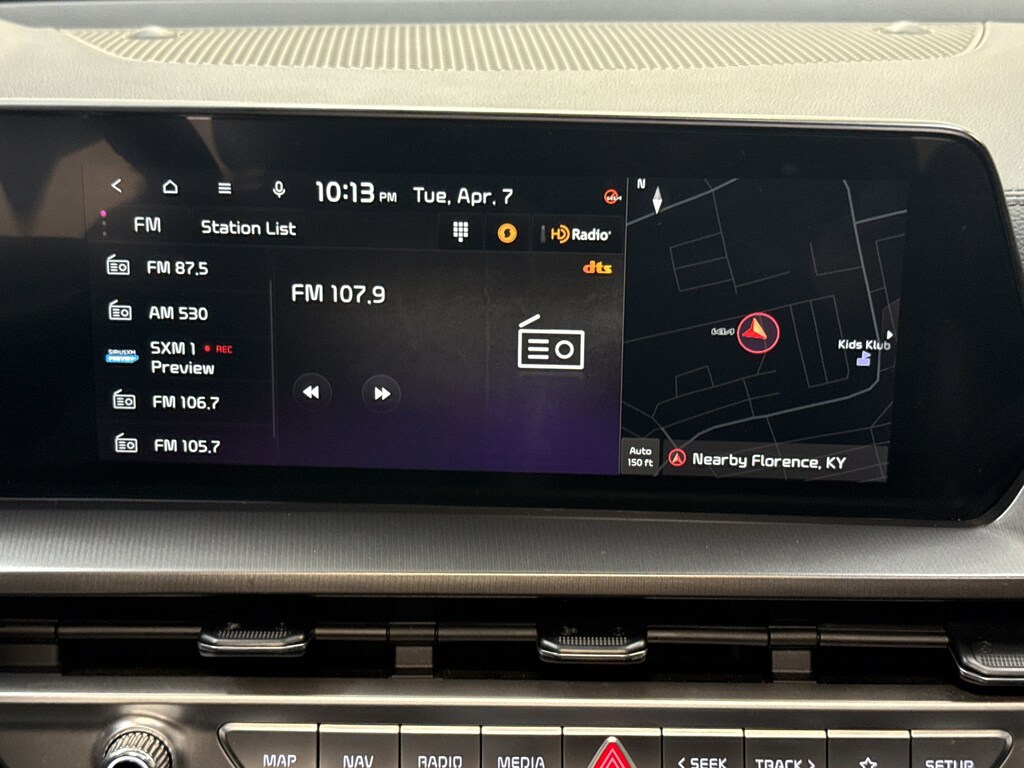 10:13 PM Tue, Apr. 7
FM
Station List
HD Radio
FM 87.5
AM 530
SIRIUSXM PREVIEW
SXM 1 REC
Preview
FM 106.7
FM 105.7
FM 107.9
dts
N
Kids Klub
Auto
150 ft
Nearby Florence, KY
MAP
NAV
RADIO
MEDIA
< SEEK
TRACK >
SETUP